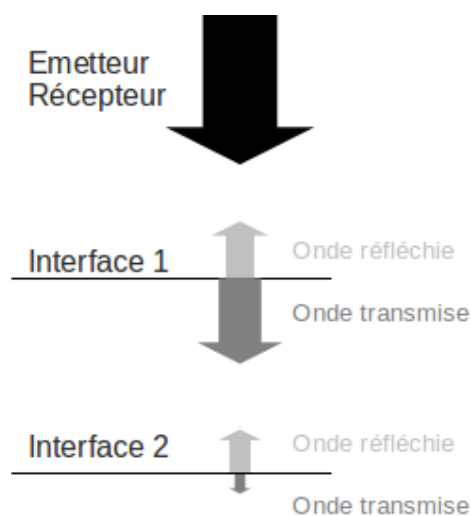 Emetteur
Récepteur
Interface 1
Onde réfléchie
Onde transmise
Interface 2
Onde réfléchie
Onde transmise